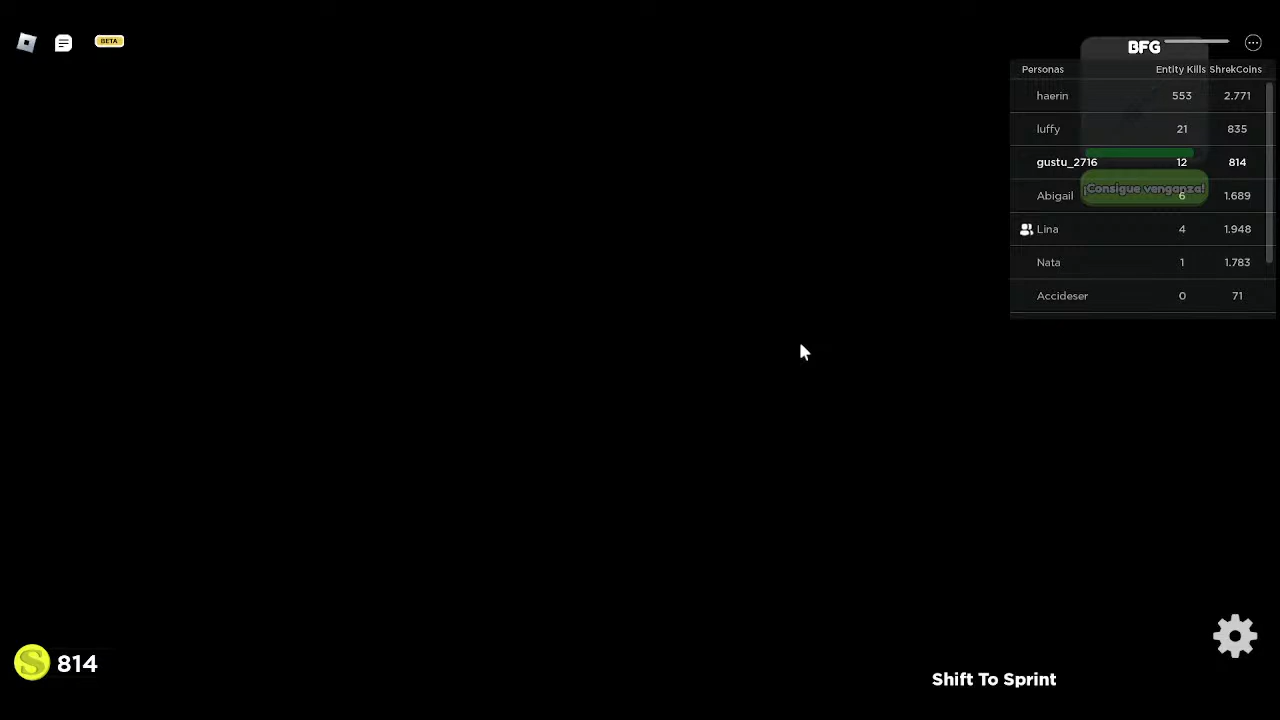 BETA
BFG
Personas Entity Kills ShrekCoins
haerin 553 2.771
luffy 21 835
gustu_2716 12 814
¡Consigue venganza!
Abigail 6 1.689
Lina 4 1.948
Nata 1 1.783
Accideser 0 71
S 814
Shift To Sprint